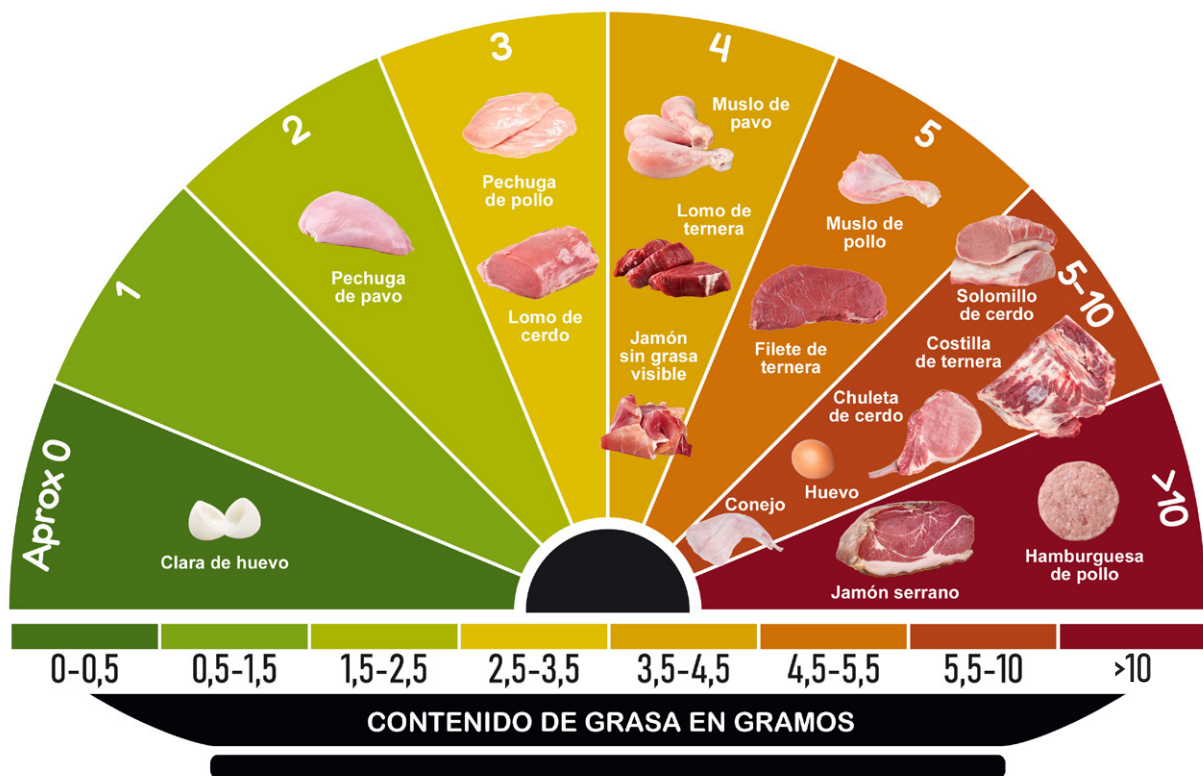 Aprox 0
Clara de huevo
1
2
Pechuga
de pavo
3
Pechuga
de pollo
Lomo de
cerdo
4
Muslo de
pavo
Lomo de
ternera
Jamón
sin grasa
visible
5
Muslo de
pollo
Filete de
ternera
5-10
Solomillo
de cerdo
Costilla
de ternera
Chuleta
de cerdo
Huevo
Conejo
>10
Hamburguesa
de pollo
Jamón serrano
0-0,5 0,5-1,5 1,5-2,5 2,5-3,5 3,5-4,5 4,5-5,5 5,5-10 >10
CONTENIDO DE GRASA EN GRAMOS